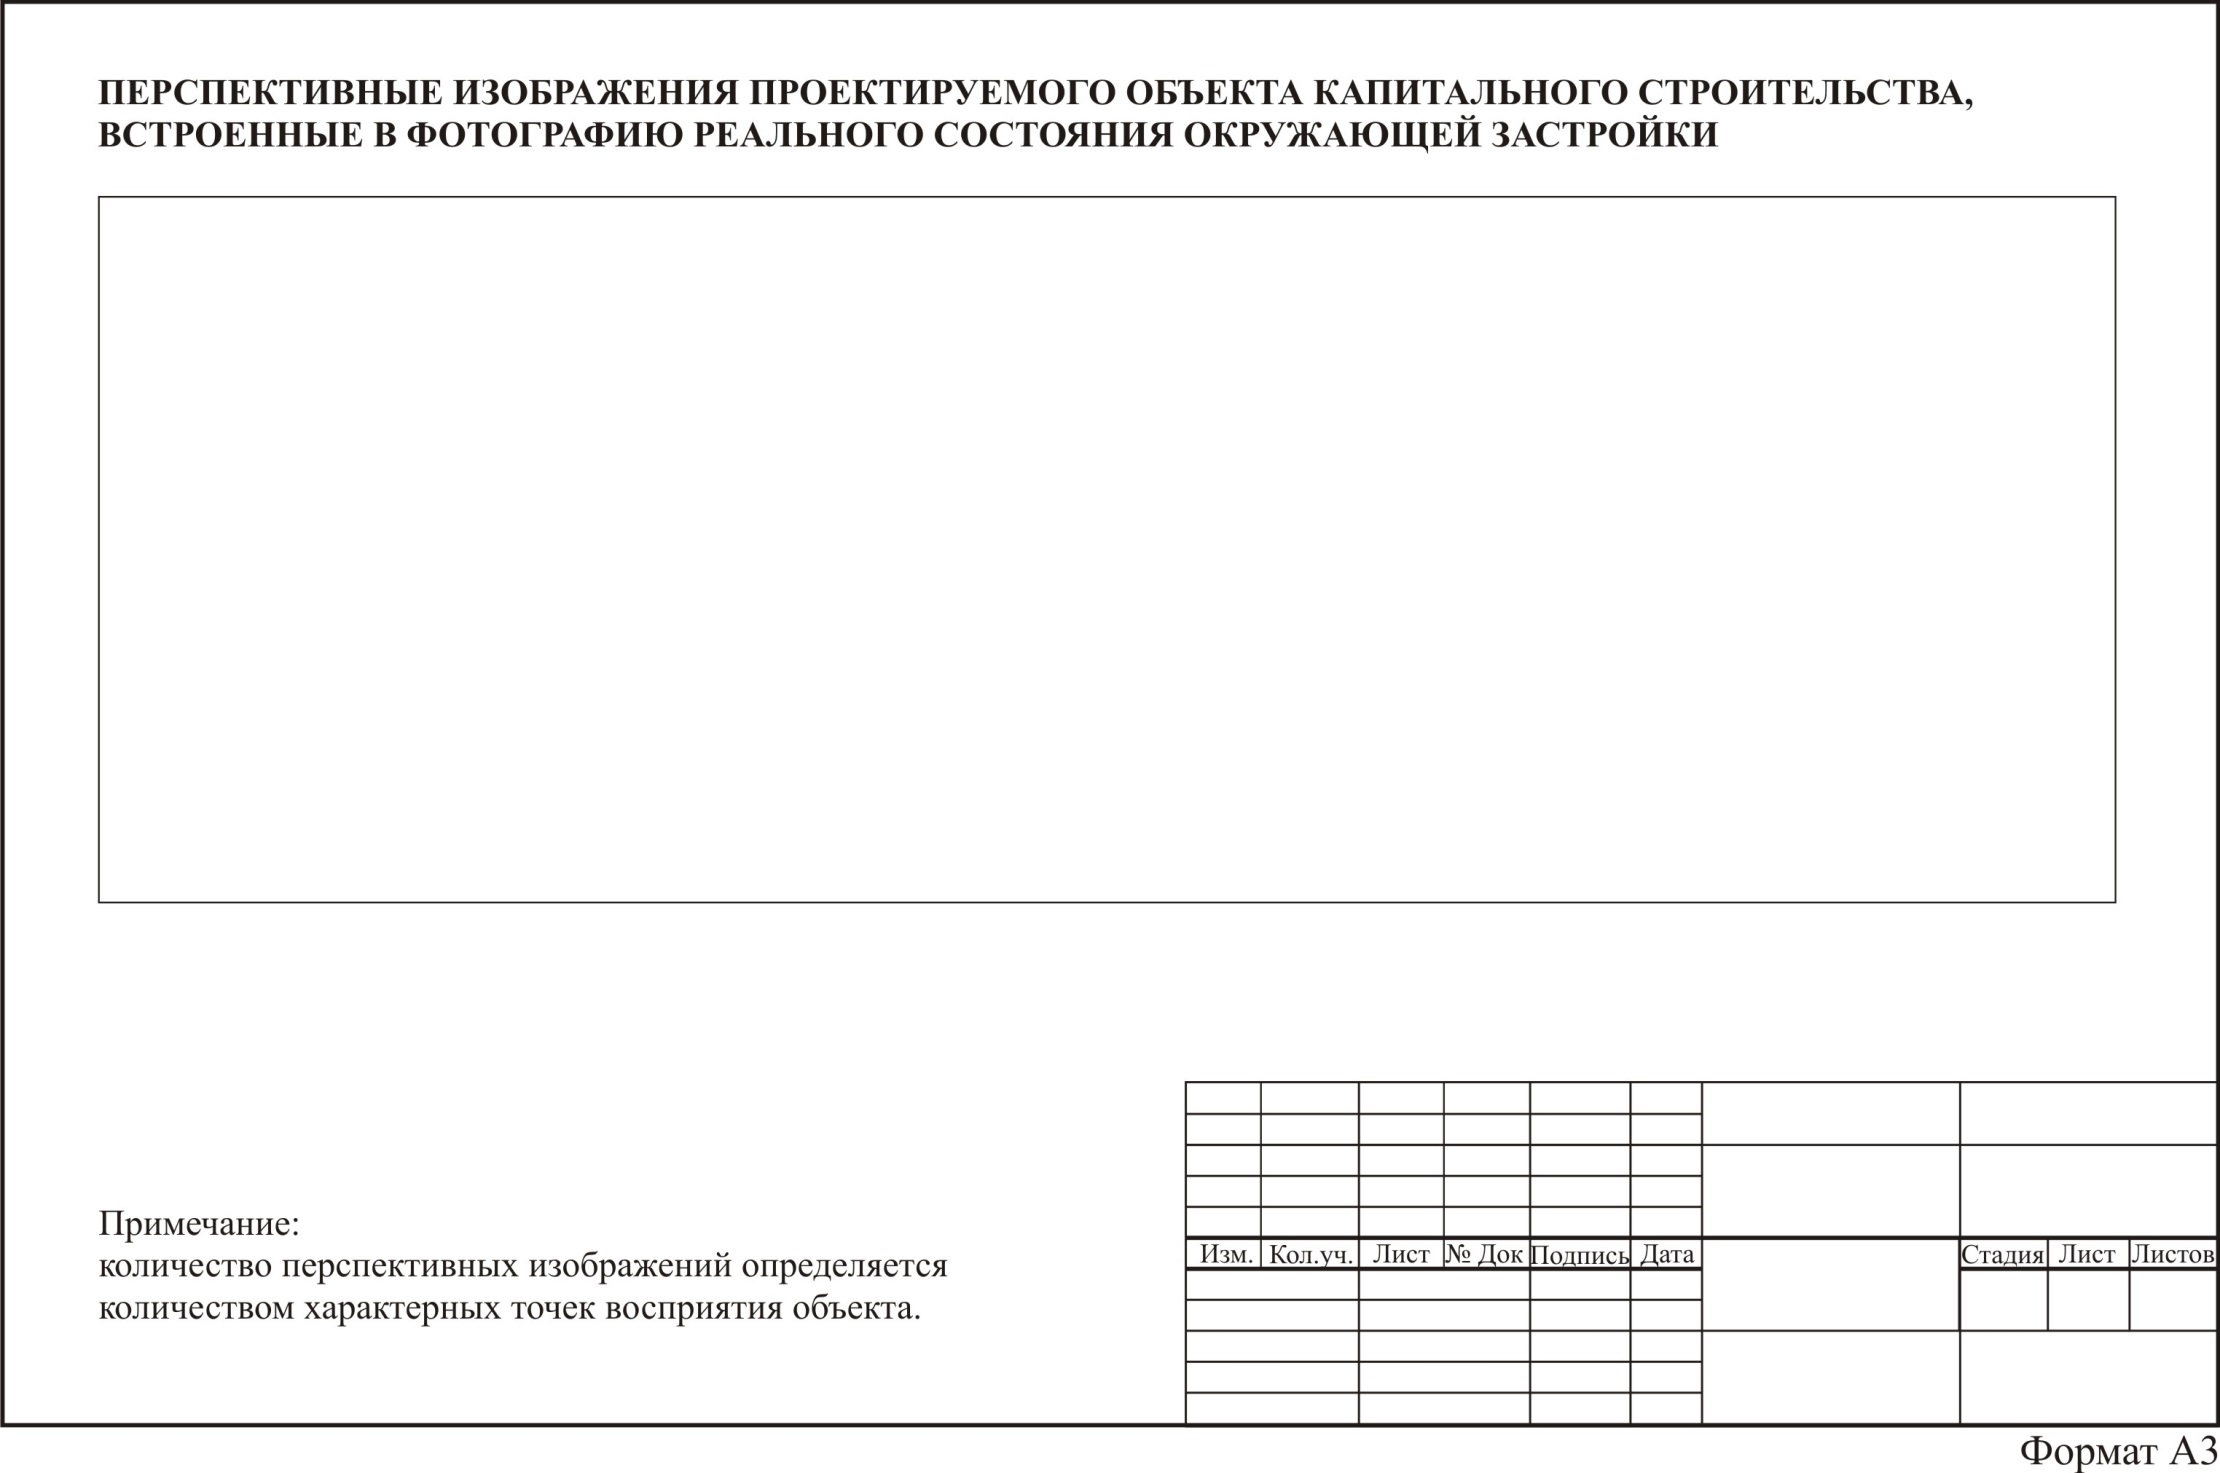 ПЕРСПЕКТИВНЫЕ ИЗОБРАЖЕНИЯ ПРОЕКТИРУЕМОГО ОБЪЕКТА КАПИТАЛЬНОГО СТРОИТЕЛЬСТВА,
ВСТРОЕННЫЕ В ФОТОГРАФИЮ РЕАЛЬНОГО СОСТОЯНИЯ ОКРУЖАЮЩЕЙ ЗАСТРОЙКИ
Примечание:
количество перспективных изображений определяется
количеством характерных точек восприятия объекта.
Изм. Кол.уч. Лист № Док Подпись Дата Стадия Лист Листов
Формат А3